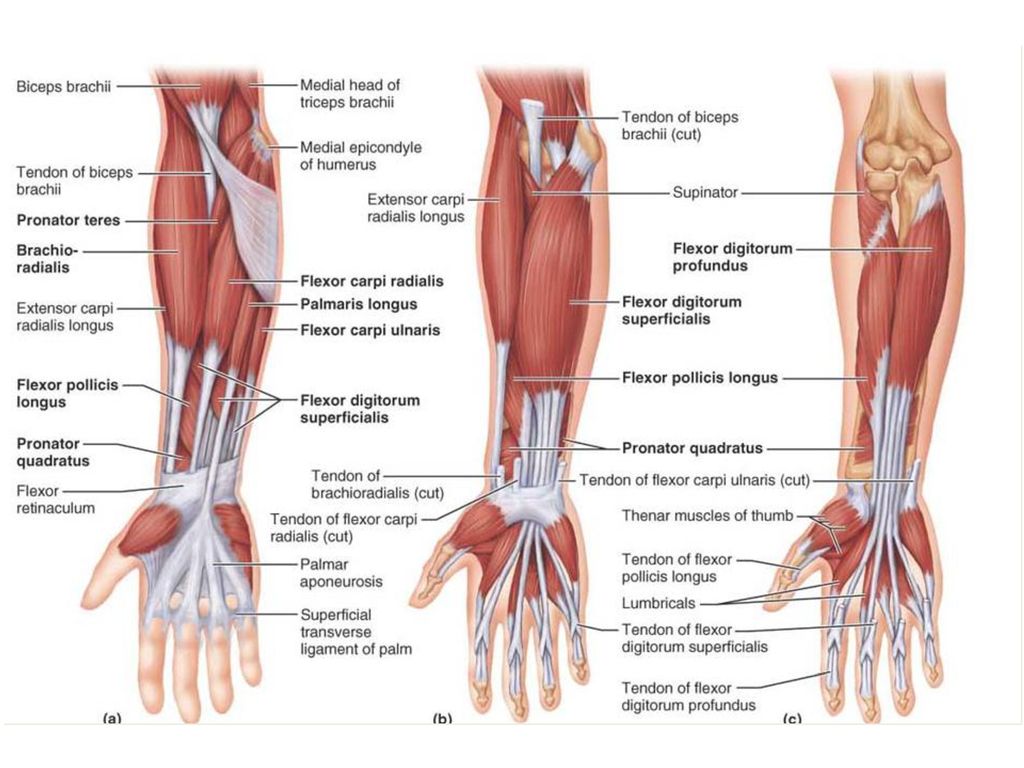 Biceps brachii
Tendon of biceps
brachii
Pronator teres
Brachio-
radialis
Extensor carpi
radialis longus
Flexor pollicis
longus
Pronator
quadratus
Flexor
retinaculum
Medial head of
triceps brachii
Medial epicondyle
of humerus
Flexor carpi radialis
Palmaris longus
Flexor carpi ulnaris
Flexor digitorum
superficialis
Palmar
aponeurosis
Superficial
transverse
ligament of palm
(a)
Extensor carpi
radialis longus
Tendon of
brachioradialis (cut)
Tendon of flexor carpi
radialis (cut)
Tendon of biceps
brachii (cut)
Supinator
Flexor digitorum
profundus
Flexor digitorum
superficialis
Flexor pollicis longus
Pronator quadratus
Tendon of flexor carpi ulnaris (cut)
Thenar muscles of thumb
Tendon of flexor
pollicis longus
Lumbricals
Tendon of flexor
digitorum superficialis
Tendon of flexor
digitorum profundus
(b)
(c)